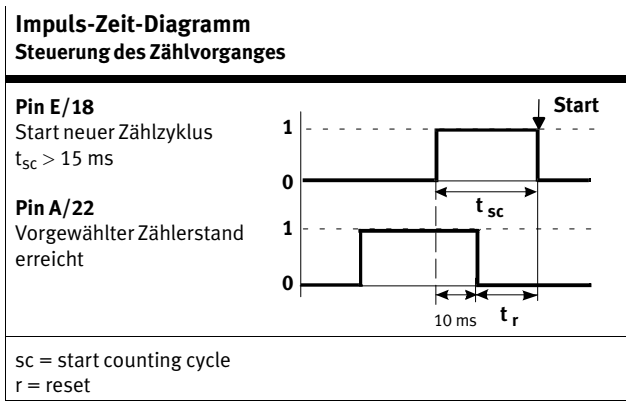 Impuls-Zeit-Diagramm
Steuerung des Zählvorganges
Pin E/18
Start neuer Zählzyklus
tsc > 15 ms
Start
1
0
t sc
Pin A/22
Vorgewählter Zählerstand
erreicht
1
0
10 ms
t r
sc = start counting cycle
r = reset